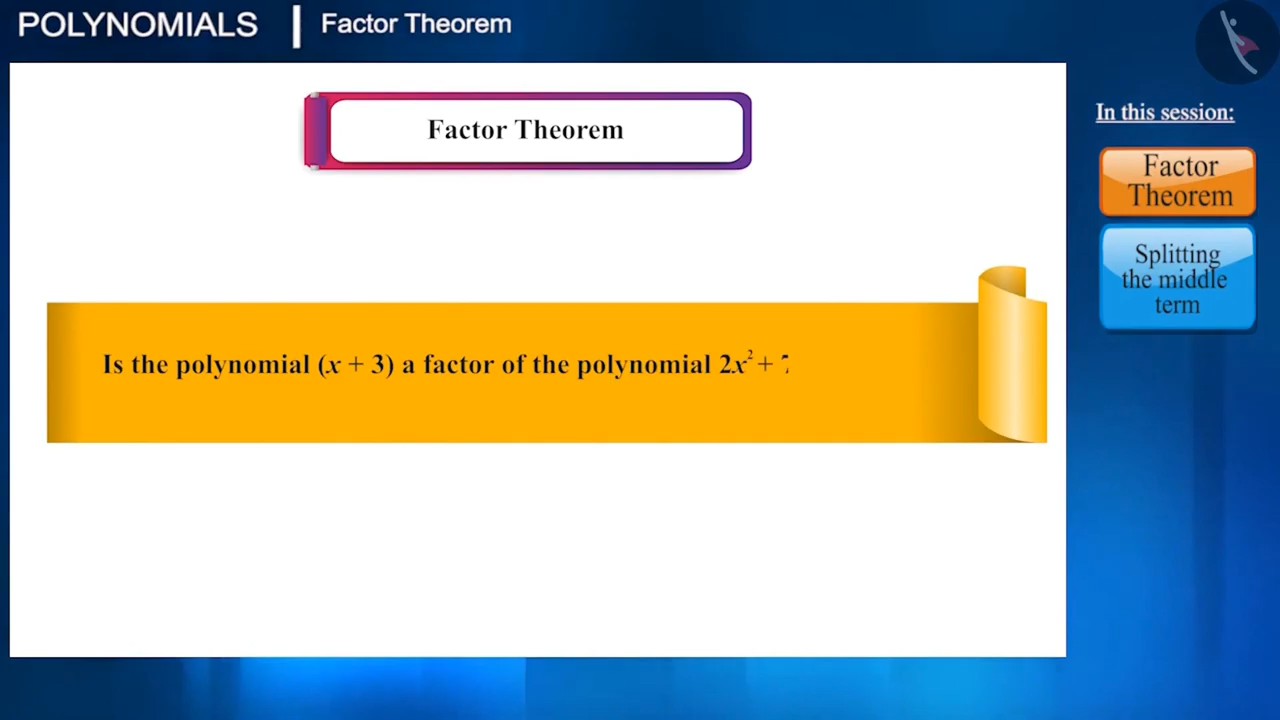 POLYNOMIALS | Factor Theorem
In this session:
Factor Theorem
Factor
Theorem
Splitting
the middle
term
Is the polynomial (x + 3) a factor of the polynomial 2x² +